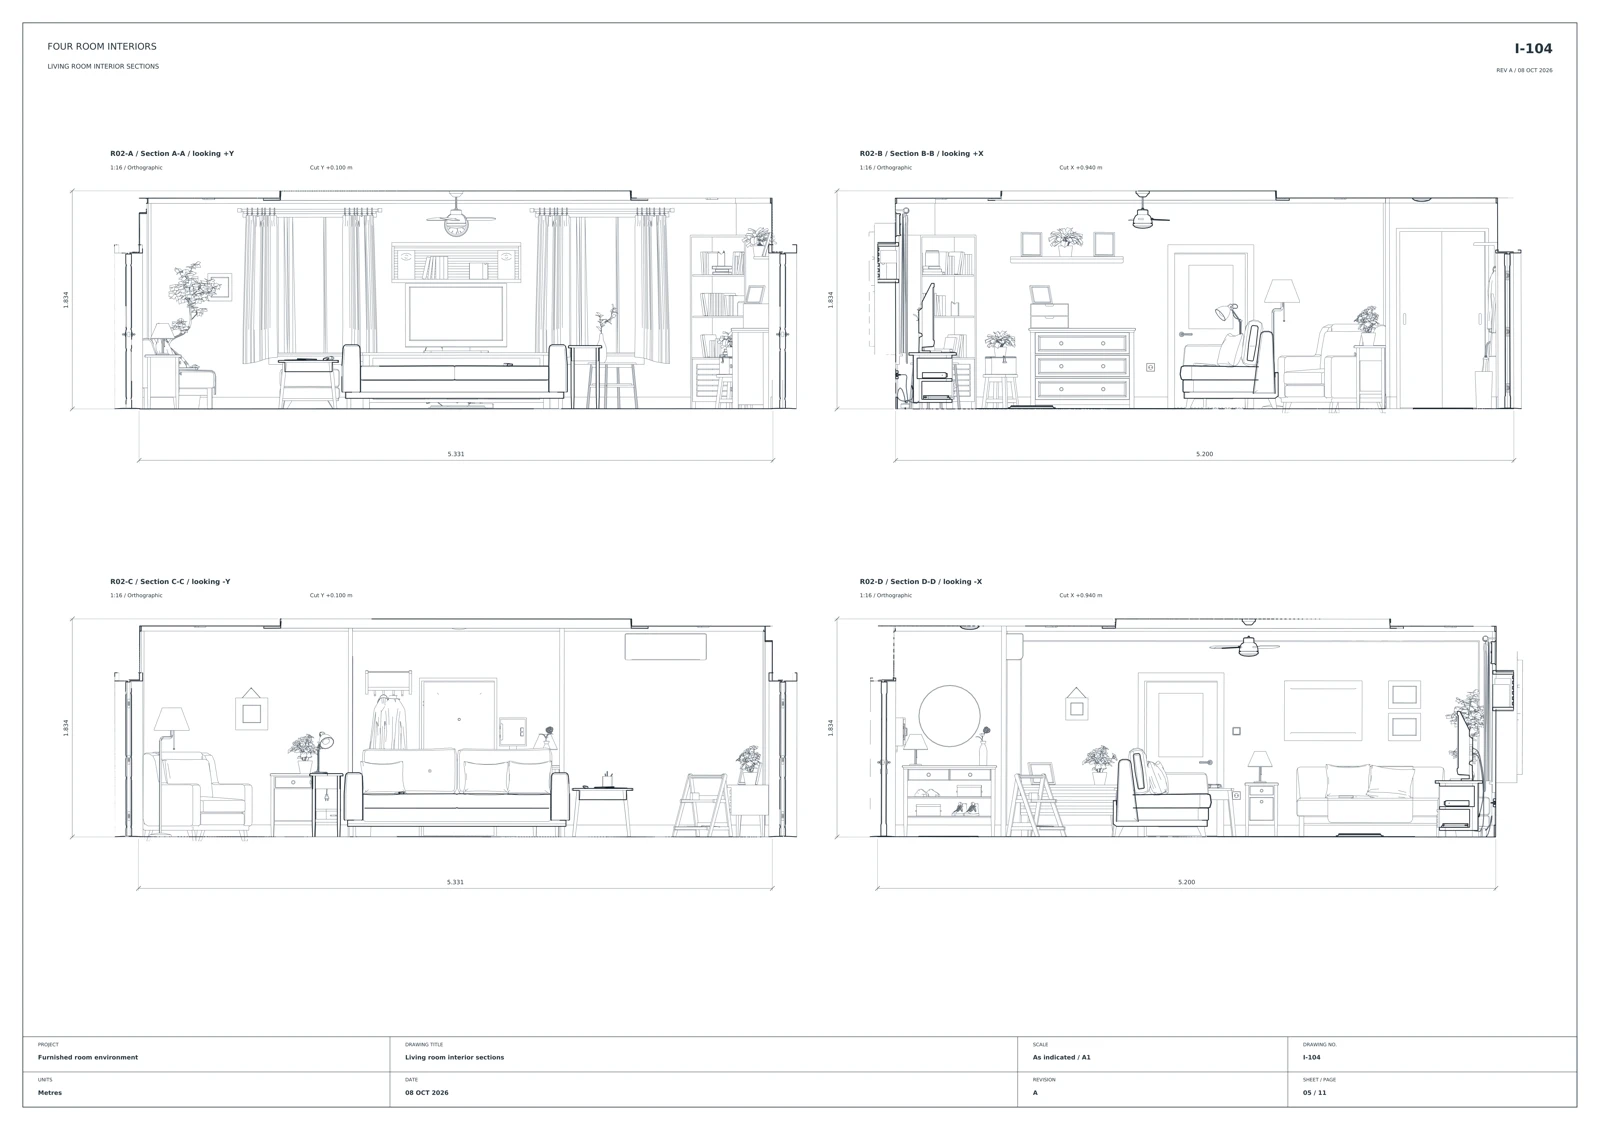 FOUR ROOM INTERIORS
LIVING ROOM INTERIOR SECTIONS
I-104
REV A / 08 OCT 2026
R02-A / Section A-A / looking +Y
1:16 / Orthographic
Cut Y +0.100 m
1.834
5.331
R02-B / Section B-B / looking +X
1:16 / Orthographic
Cut X +0.940 m
1.834
5.200
R02-C / Section C-C / looking -Y
1:16 / Orthographic
Cut Y +0.100 m
1.834
5.331
R02-D / Section D-D / looking -X
1:16 / Orthographic
Cut X +0.940 m
1.834
5.200
PROJECT
Furnished room environment
DRAWING TITLE
Living room interior sections
SCALE
As indicated / A1
DRAWING NO.
I-104
UNITS
Metres
DATE
08 OCT 2026
REVISION
A
SHEET / PAGE
05 / 11